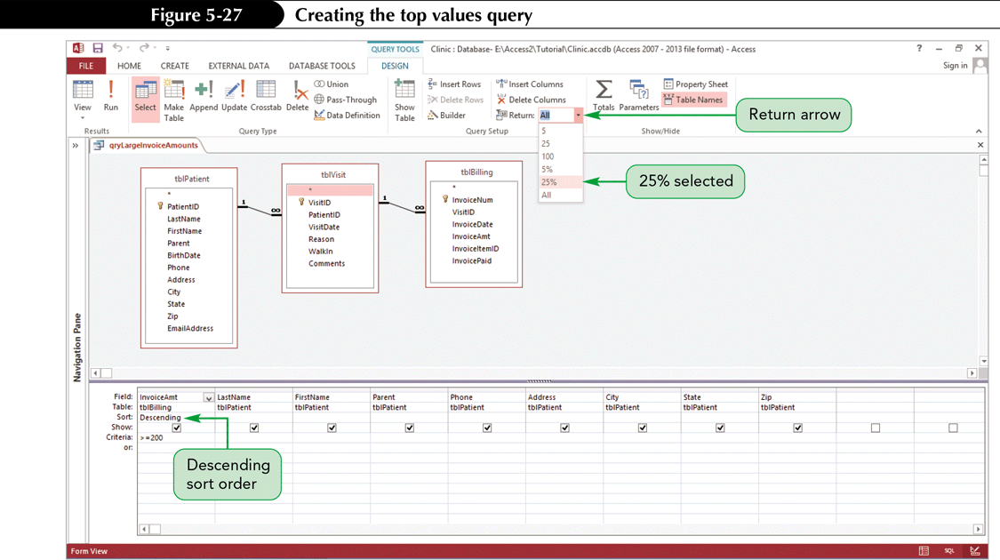 Figure 5-27 Creating the top values query
QUERY TOOLS Clinic : Database- E:\Access2\Tutorial\Clinic.accdb (Access 2007 - 2013 file format) - Access ?
FILE HOME CREATE EXTERNAL DATA DATABASE TOOLS DESIGN Sign in
View Run Select Make Table Append Update Crosstab Delete
Union
Pass-Through
Data Definition
Show Table
Insert Rows
Delete Rows
Builder
Insert Columns
Delete Columns
Return: All
Totals Parameters
Property Sheet
Table Names
Results Query Type Query Setup Show/Hide
5
25
100
5%
25%
All
Return arrow
25% selected
qryLargeInvoiceAmounts
Navigation Pane
tblPatient
*
PatientID
LastName
FirstName
Parent
BirthDate
Phone
Address
City
State
Zip
EmailAddress
1 ∞
tblVisit
*
VisitID
PatientID
VisitDate
Reason
WalkIn
Comments
1 ∞
tblBilling
*
InvoiceNum
VisitID
InvoiceDate
InvoiceAmt
InvoiceItemID
InvoicePaid
Field: InvoiceAmt LastName FirstName Parent Phone Address City State Zip
Table: tblBilling tblPatient tblPatient tblPatient tblPatient tblPatient tblPatient tblPatient tblPatient
Sort: Descending
Show:
Criteria: >=200
or:
Descending
sort order
Form View SQL